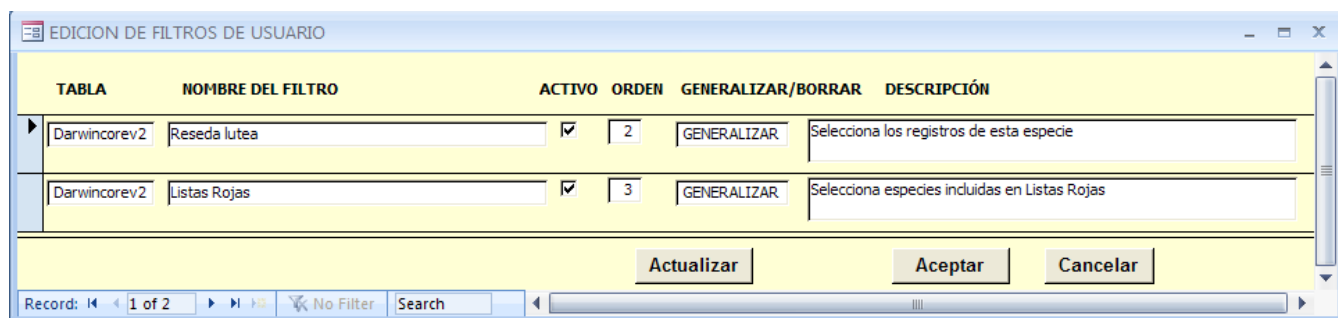 EDICION DE FILTROS DE USUARIO
TABLA NOMBRE DEL FILTRO ACTIVO ORDEN GENERALIZAR/BORRAR DESCRIPCIÓN
Darwincorev2 Reseda lutea 2 GENERALIZAR Selecciona los registros de esta especie
Darwincorev2 Listas Rojas 3 GENERALIZAR Selecciona especies incluidas en Listas Rojas
Actualizar Aceptar Cancelar
Record: 1 of 2 No Filter Search